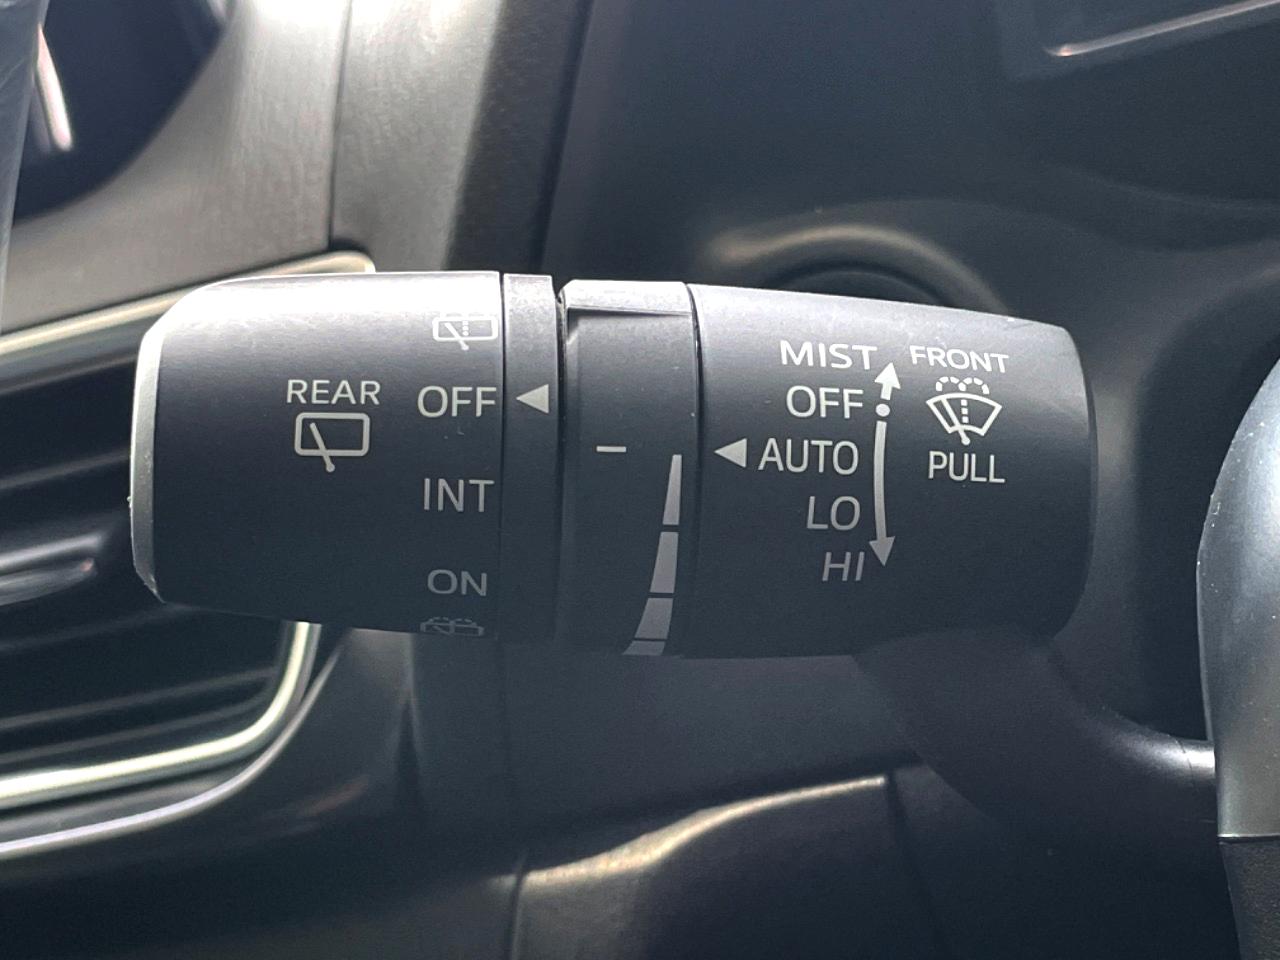 REAR
OFF
INT
ON
MIST
OFF
AUTO
LO
HI
FRONT
PULL